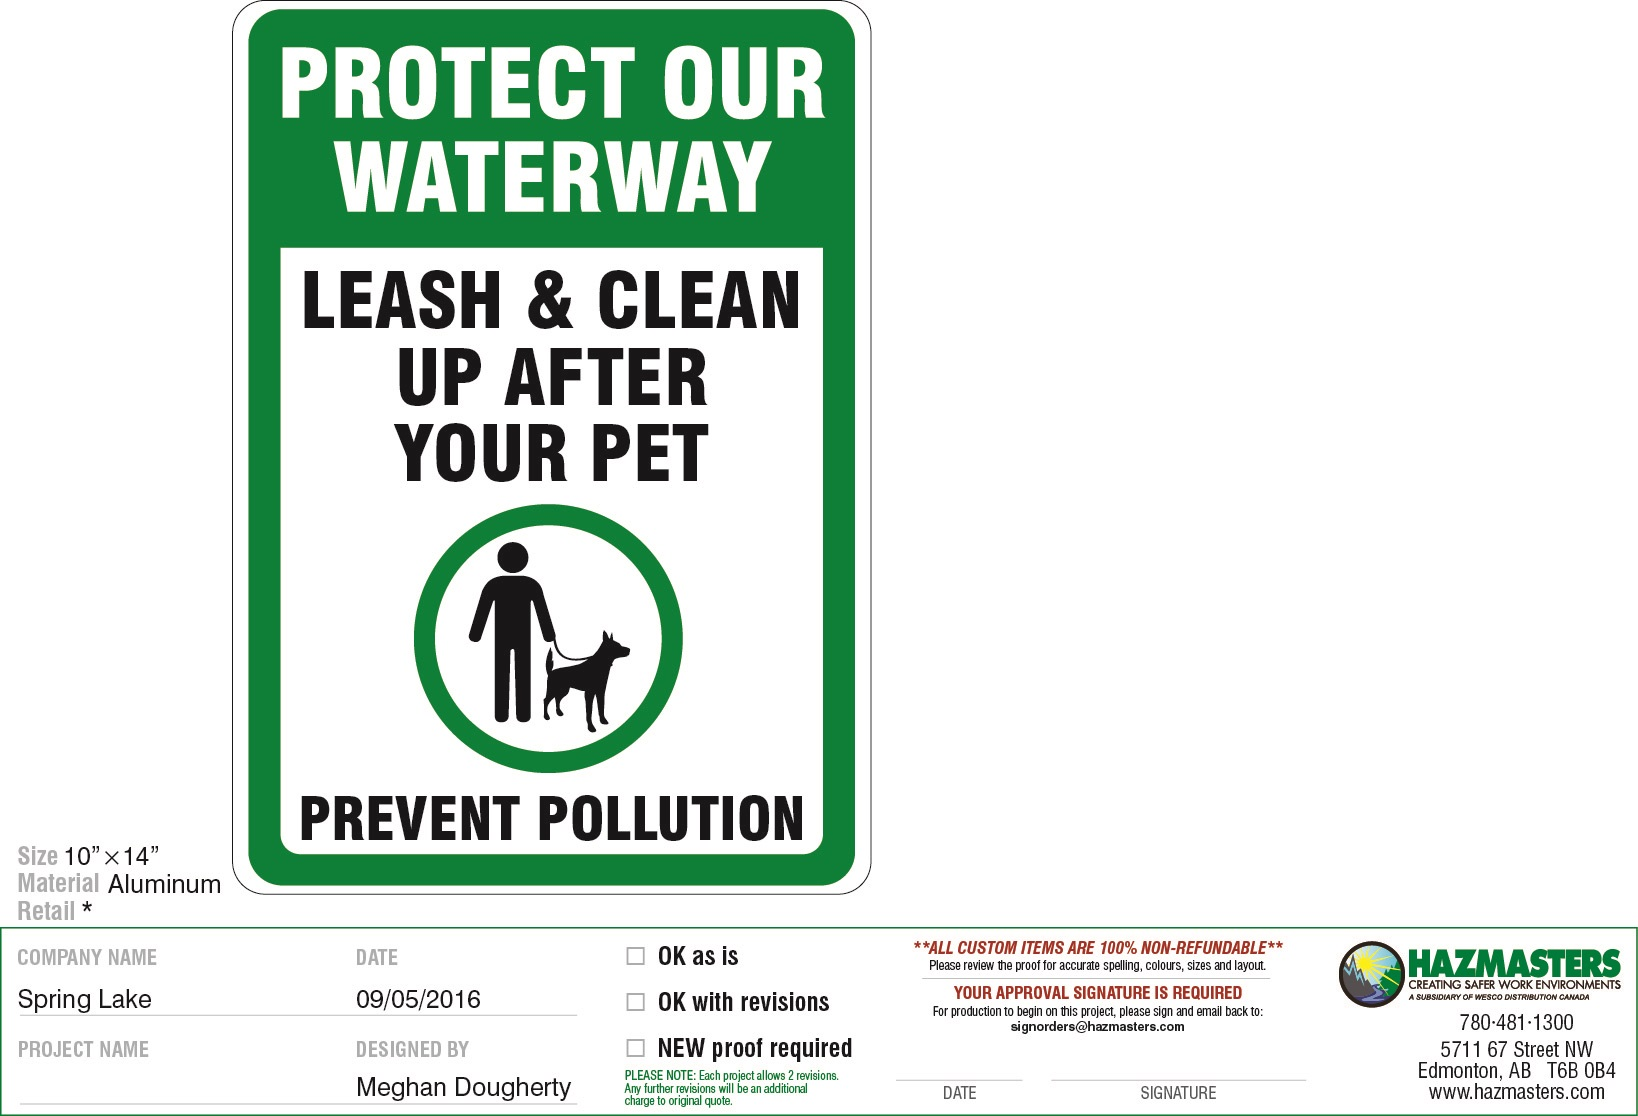 PROTECT OUR
WATERWAY
LEASH & CLEAN
UP AFTER
YOUR PET
PREVENT POLLUTION
Size 10”×14”
Material Aluminum
Retail *
COMPANY NAME
Spring Lake
DATE
09/05/2016
PROJECT NAME
DESIGNED BY
Meghan Dougherty
OK as is
OK with revisions
NEW proof required
PLEASE NOTE: Each project allows 2 revisions.
Any further revisions will be an additional
charge to original quote.
**ALL CUSTOM ITEMS ARE 100% NON-REFUNDABLE**
Please review the proof for accurate spelling, colours, sizes and layout.
YOUR APPROVAL SIGNATURE IS REQUIRED
For production to begin on this project, please sign and email back to:
signorders@hazmasters.com
DATE
SIGNATURE
HAZMASTERS
CREATING SAFER WORK ENVIRONMENTS
A SUBSIDIARY OF WESCO DISTRIBUTION CANADA
780·481·1300
5711 67 Street NW
Edmonton, AB T6B 0B4
www.hazmasters.com